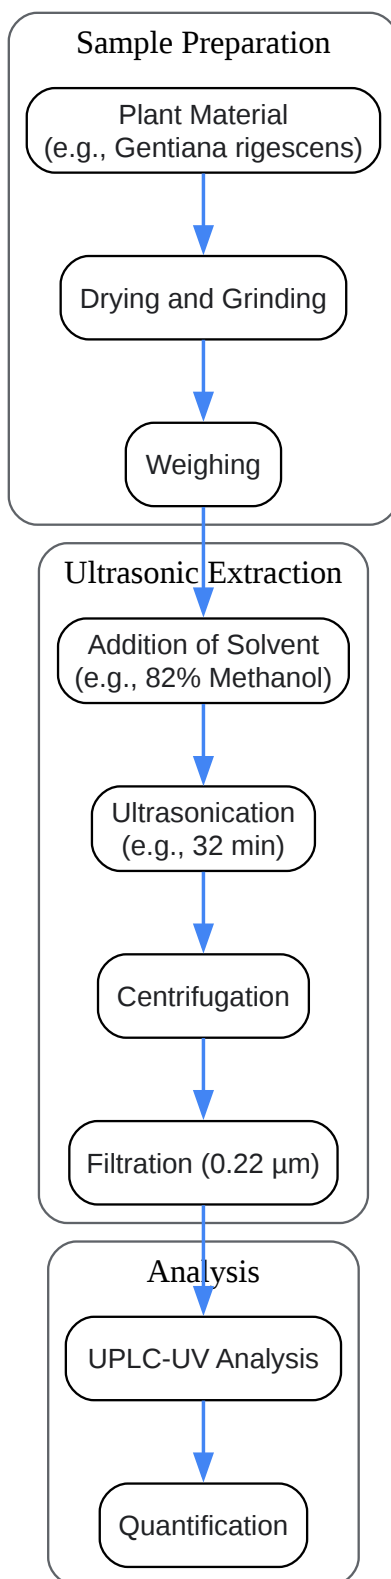 Sample Preparation
Plant Material
(e.g., Gentiana rigescens)
Drying and Grinding
Weighing
Ultrasonic Extraction
Addition of Solvent
(e.g., 82% Methanol)
Ultrasonication
(e.g., 32 min)
Centrifugation
Filtration (0.22 µm)
Analysis
UPLC-UV Analysis
Quantification